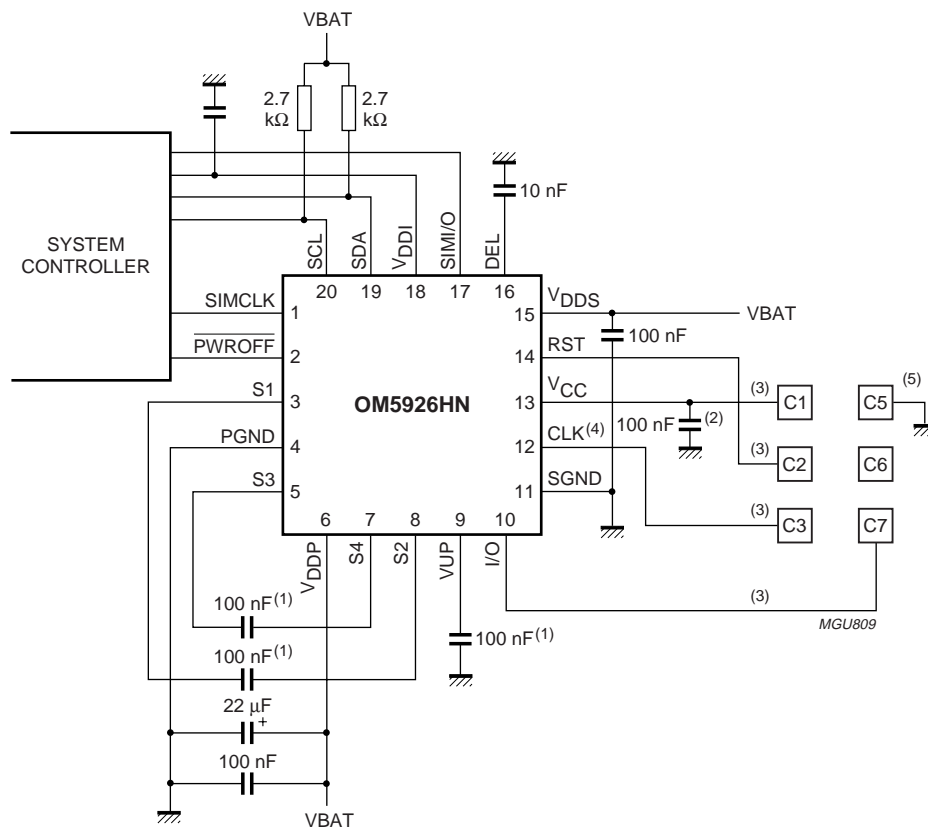 VBAT
2.7
kΩ
2.7
kΩ
10 nF
SYSTEM
CONTROLLER
SCL
SDA
VDDI
SIMI/O
DEL
20
19
18
17
16
SIMCLK
1
PWROFF
2
S1
3
PGND
4
S3
5
OM5926HN
15
VDDS
VBAT
100 nF
14
RST
13
VCC
(3)
C1
C5
(5)
100 nF
(2)
12
CLK(4)
(3)
C2
C6
11
SGND
(3)
C3
C7
6
7
8
9
10
VDDP
S4
S2
VUP
I/O
(3)
MGU809
100 nF(1)
100 nF(1)
100 nF(1)
22 μF
+
100 nF
VBAT